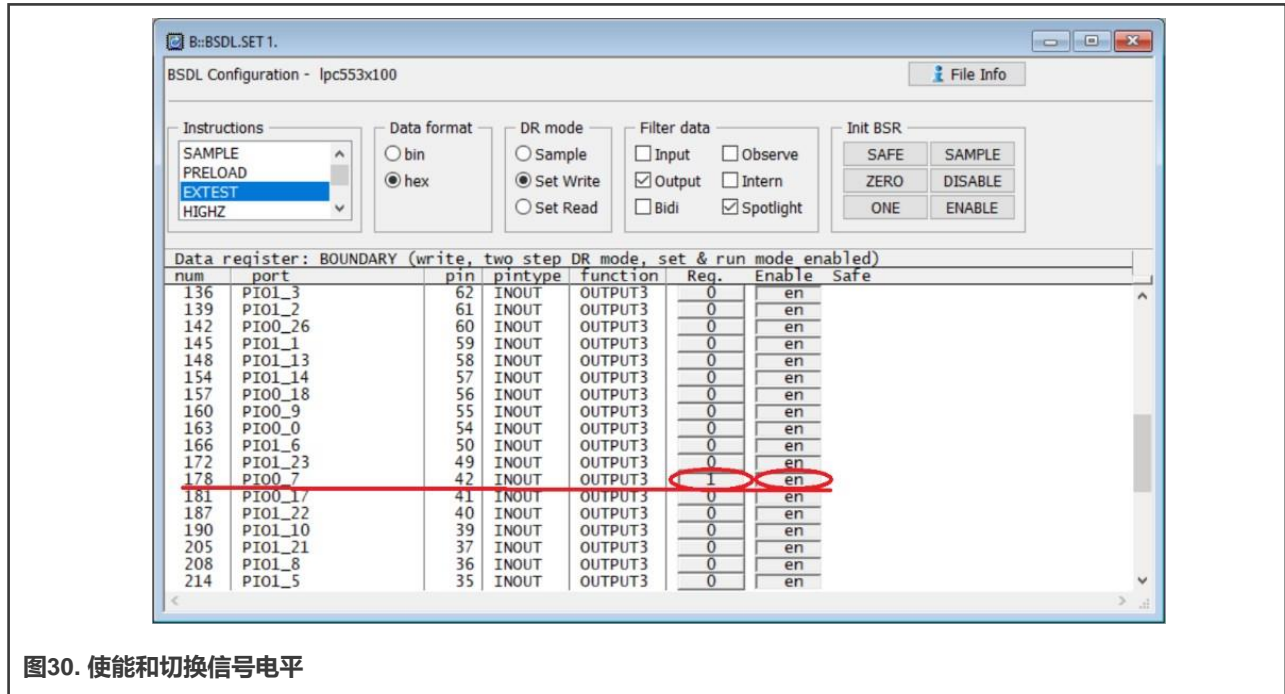 B::BSDL.SET 1.
BSDL Configuration - lpc553x100
File Info
Instructions
SAMPLE
PRELOAD
EXTEST
HIGHZ
Data format
bin
hex
DR mode
Sample
Set Write
Set Read
Filter data
Input Observe
Output Intern
Bidi Spotlight
Init BSR
SAFE SAMPLE
ZERO DISABLE
ONE ENABLE
Data register: BOUNDARY (write, two step DR mode, set & run mode enabled)
num port pin pintype function Req. Enable Safe
136 PIO1_3 62 INOUT OUTPUT3 0 en
139 PIO1_2 61 INOUT OUTPUT3 0 en
142 PIO0_26 60 INOUT OUTPUT3 0 en
145 PIO1_1 59 INOUT OUTPUT3 0 en
148 PIO1_13 58 INOUT OUTPUT3 0 en
154 PIO1_14 57 INOUT OUTPUT3 0 en
157 PIO0_18 56 INOUT OUTPUT3 0 en
160 PIO0_9 55 INOUT OUTPUT3 0 en
163 PIO0_0 54 INOUT OUTPUT3 0 en
166 PIO1_6 50 INOUT OUTPUT3 0 en
172 PIO1_23 49 INOUT OUTPUT3 0 en
178 PIO0_7 42 INOUT OUTPUT3 1 en
181 PIO0_17 41 INOUT OUTPUT3 0 en
187 PIO1_22 40 INOUT OUTPUT3 0 en
190 PIO1_10 39 INOUT OUTPUT3 0 en
205 PIO1_21 37 INOUT OUTPUT3 0 en
208 PIO1_8 36 INOUT OUTPUT3 0 en
214 PIO1_5 35 INOUT OUTPUT3 0 en
图30. 使能和切换信号电平